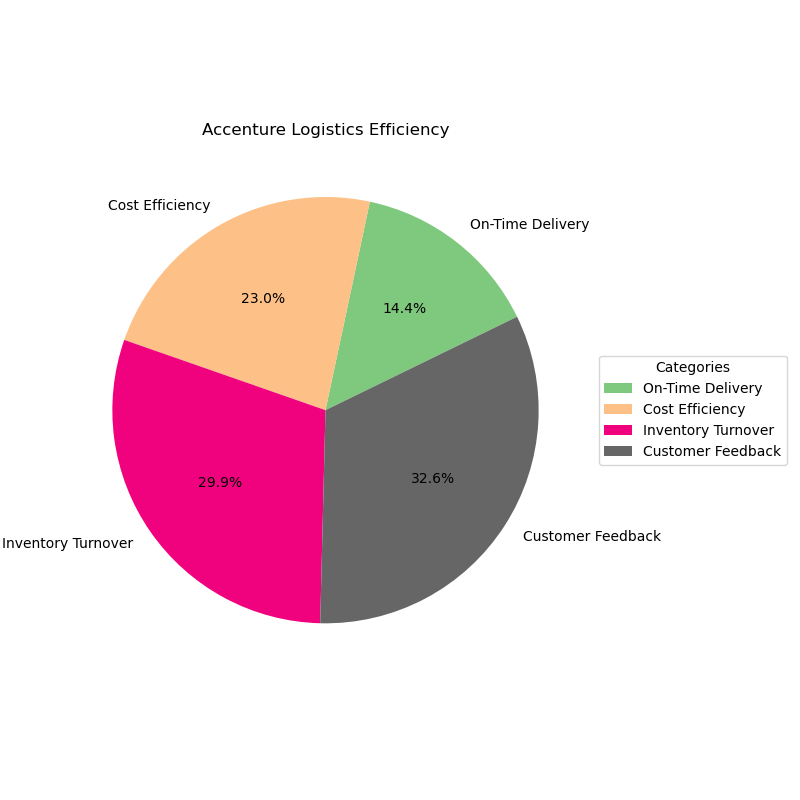 Accenture Logistics Efficiency
Cost Efficiency
On-Time Delivery
23.0%
14.4%
29.9%
32.6%
Inventory Turnover
Customer Feedback
Categories
On-Time Delivery
Cost Efficiency
Inventory Turnover
Customer Feedback